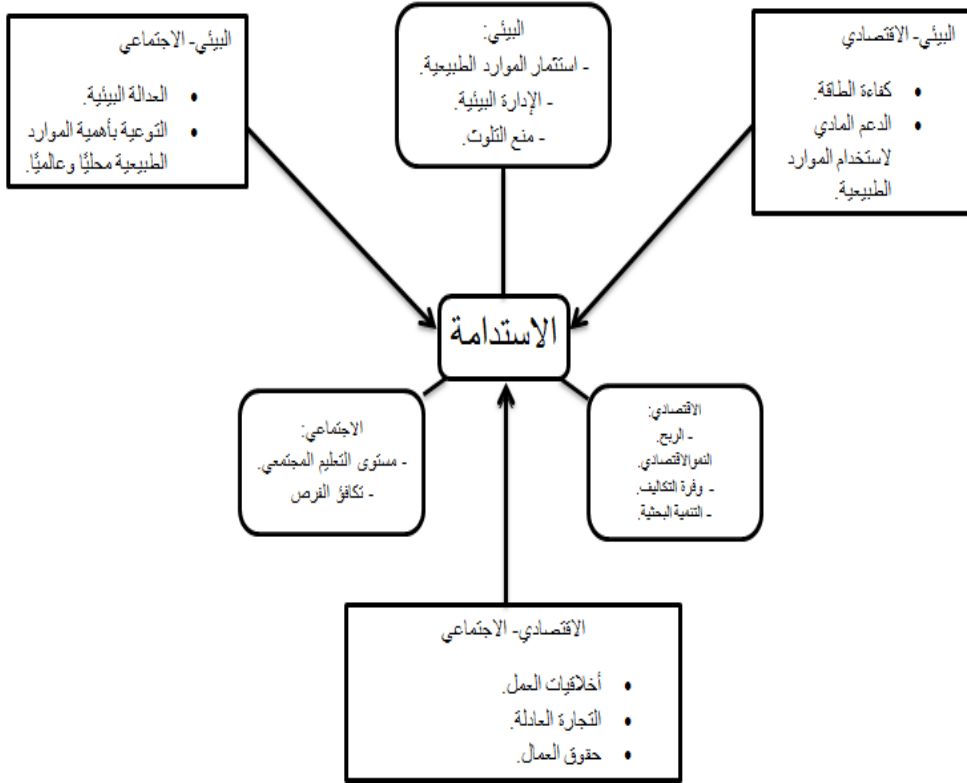 البيئي- الاقتصادي
• كفاءة الطاقة.
• الدعم المادي
لاستخدام الموارد
الطبيعية.
البيئي:
- استثمار الموارد الطبيعية.
- الإدارة البيئية.
- منع التلوث.
البيئي- الاجتماعي
• العدالة البيئية.
• التوعية بأهمية الموارد
الطبيعية محليًا وعالميًا.
الاستدامة
الاقتصادي:
- الربح.
النموالاقتصادي.
- وفرة التكاليف.
- التنمية البحثية.
الاجتماعي:
- مستوى التعليم المجتمعي.
- تكافؤ الفرص
الاقتصادي- الاجتماعي
• أخلاقيات العمل.
• التجارة العادلة.
• حقوق العمال.